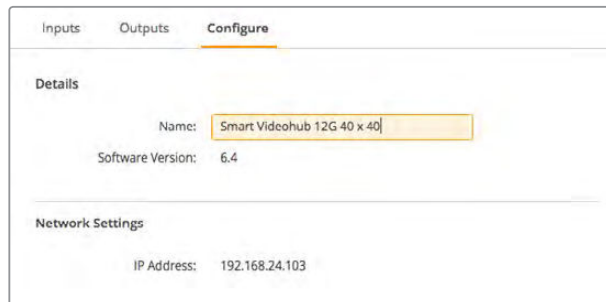 Inputs Outputs Configure
Details
Name: Smart Videohub 12G 40 x 40
Software Version: 6.4
Network Settings
IP Address: 192.168.24.103